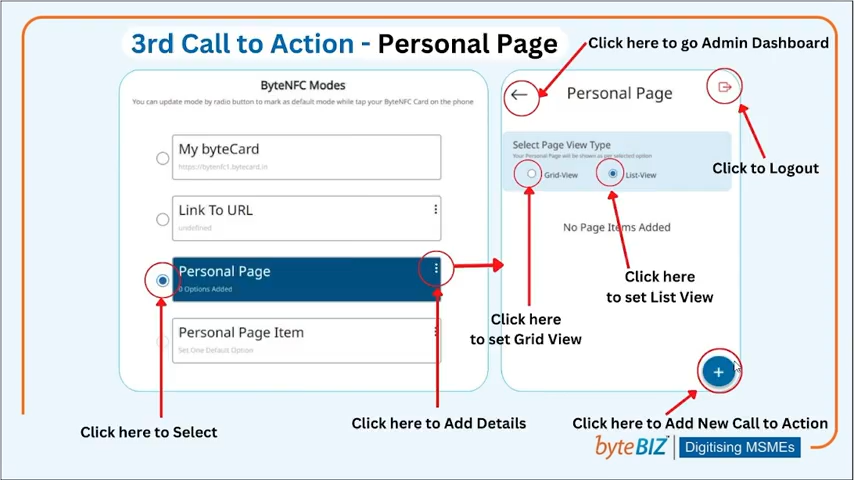 3rd Call to Action - Personal Page
Click here to go Admin Dashboard
ByteNFC Modes
You can update mode by radio button to mark as default mode while tap your ByteNFC Card on the phone
My byteCard
https://bytenfc1.bytecard.in
Link To URL
undefined
Personal Page
0 Options Added
Personal Page Item
Set One Default Option
Click here to Select
Click here to Add Details
Personal Page
Click to Logout
Select Page View Type
Your Personal Page will be shown as per selected option
Grid-View
List-View
No Page Items Added
Click here
to set List View
Click here
to set Grid View
+
Click here to Add New Call to Action
byteBIZ
Digitising MSMEs